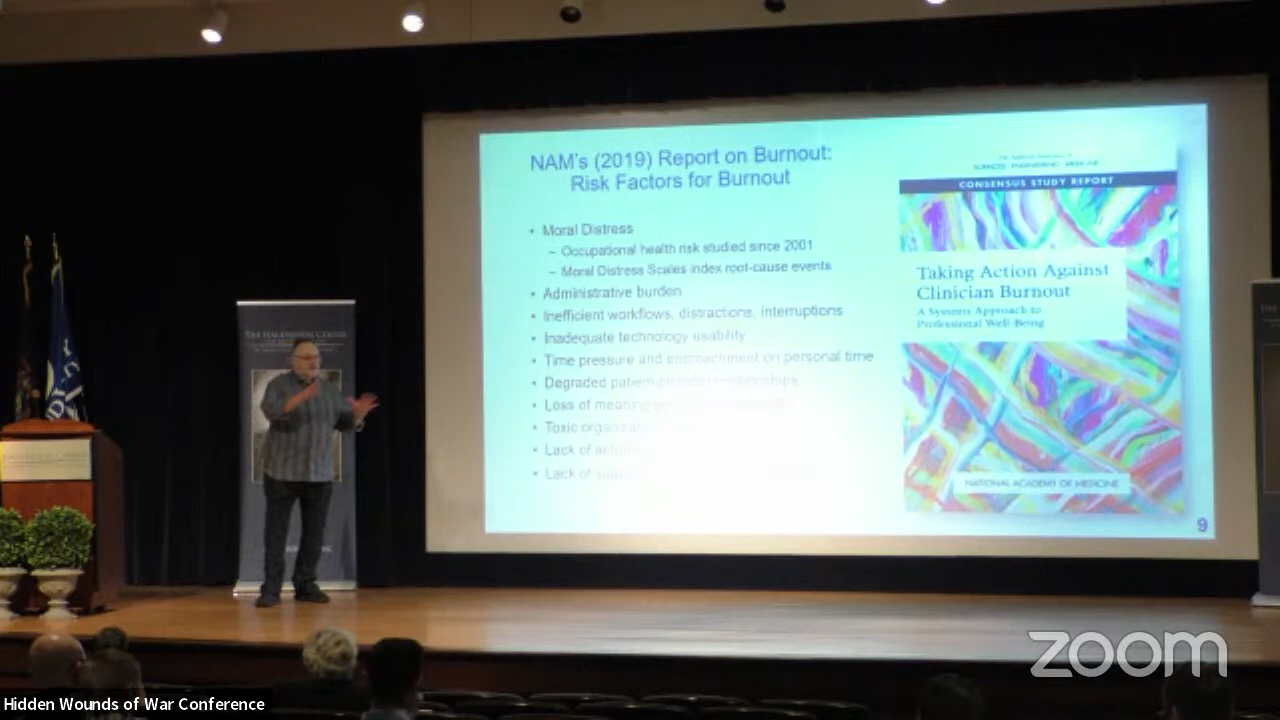 NAM's (2019) Report on Burnout:
Risk Factors for Burnout
• Moral Distress
– Occupational health risk studied since 2001
– Moral Distress Scales index root-cause events
• Administrative burden
• Inefficient workflows, distractions, interruptions
• Inadequate technology usability
• Time pressure and encroachment on personal time
• Degraded patient-provider relationships
• Loss of meaning
• Toxic
• Lack of
• Lack of
SCIENCES · ENGINEERING · MEDICINE
CONSENSUS STUDY REPORT
Taking Action Against
Clinician Burnout
A Systems Approach to
Professional Well-Being
NATIONAL ACADEMY OF MEDICINE
9
zoom
Hidden Wounds of War Conference